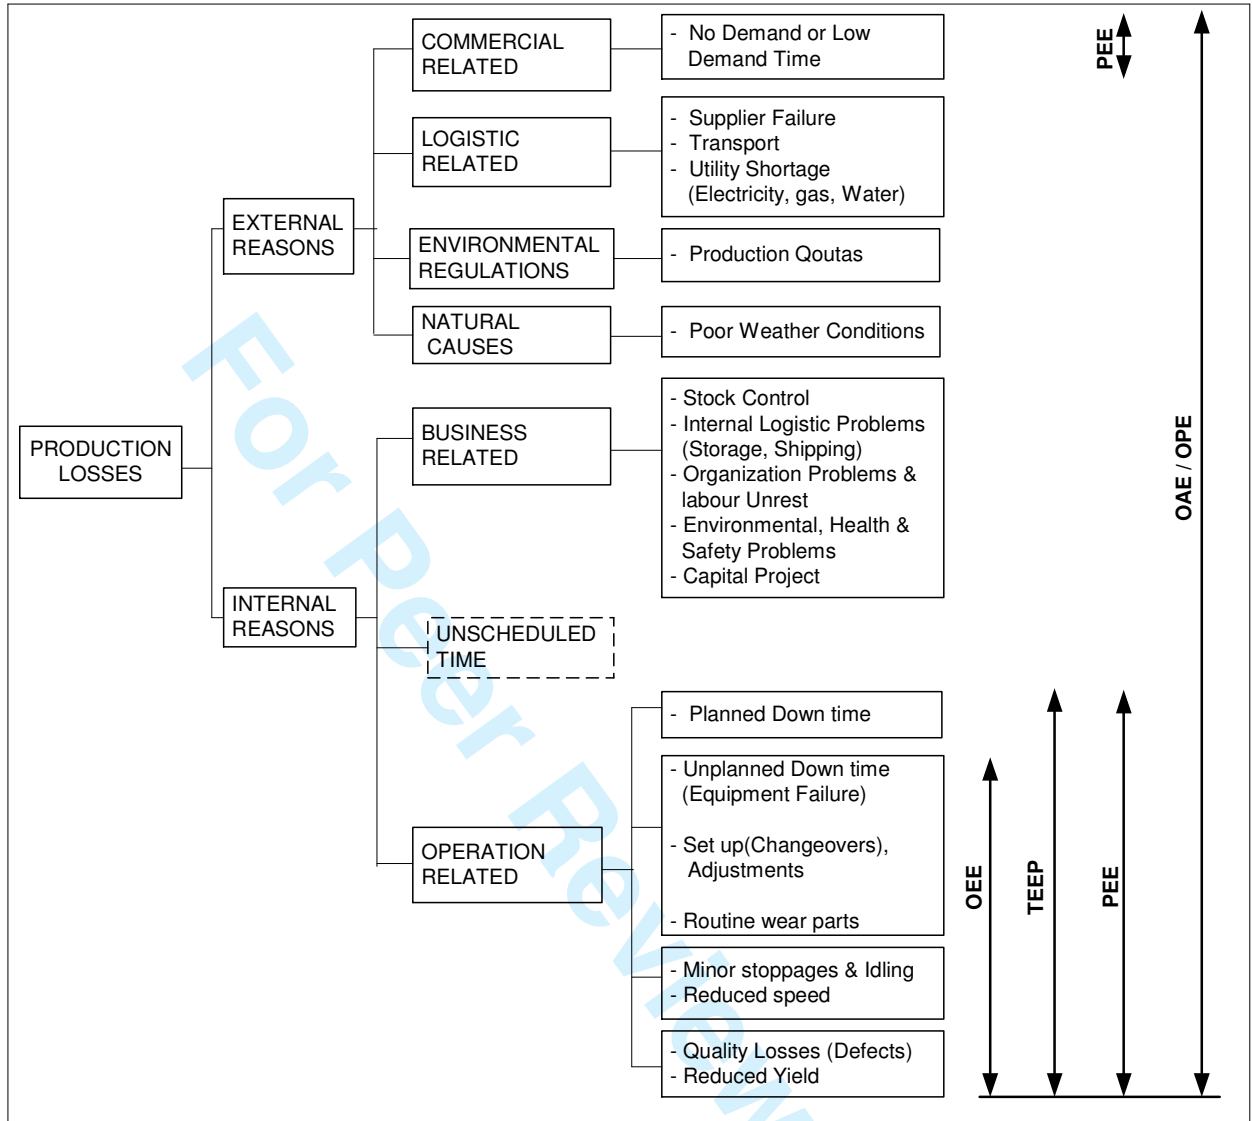 COMMERCIAL
RELATED
- No Demand or Low
Demand Time
PEE
LOGISTIC
RELATED
- Supplier Failure
- Transport
- Utility Shortage
(Electricity, gas, Water)
EXTERNAL
REASONS
ENVIRONMENTAL
REGULATIONS
- Production Qoutas
NATURAL
CAUSES
- Poor Weather Conditions
PRODUCTION
LOSSES
BUSINESS
RELATED
- Stock Control
- Internal Logistic Problems
(Storage, Shipping)
- Organization Problems &
labour Unrest
- Environmental, Health &
Safety Problems
- Capital Project
OAE / OPE
INTERNAL
REASONS
UNSCHEDULED
TIME
- Planned Down time
- Unplanned Down time
(Equipment Failure)
- Set up(Changeovers),
Adjustments
- Routine wear parts
OPERATION
RELATED
- Minor stoppages & Idling
- Reduced speed
- Quality Losses (Defects)
- Reduced Yield
OEE
TEEP
PEE
For Peer Review